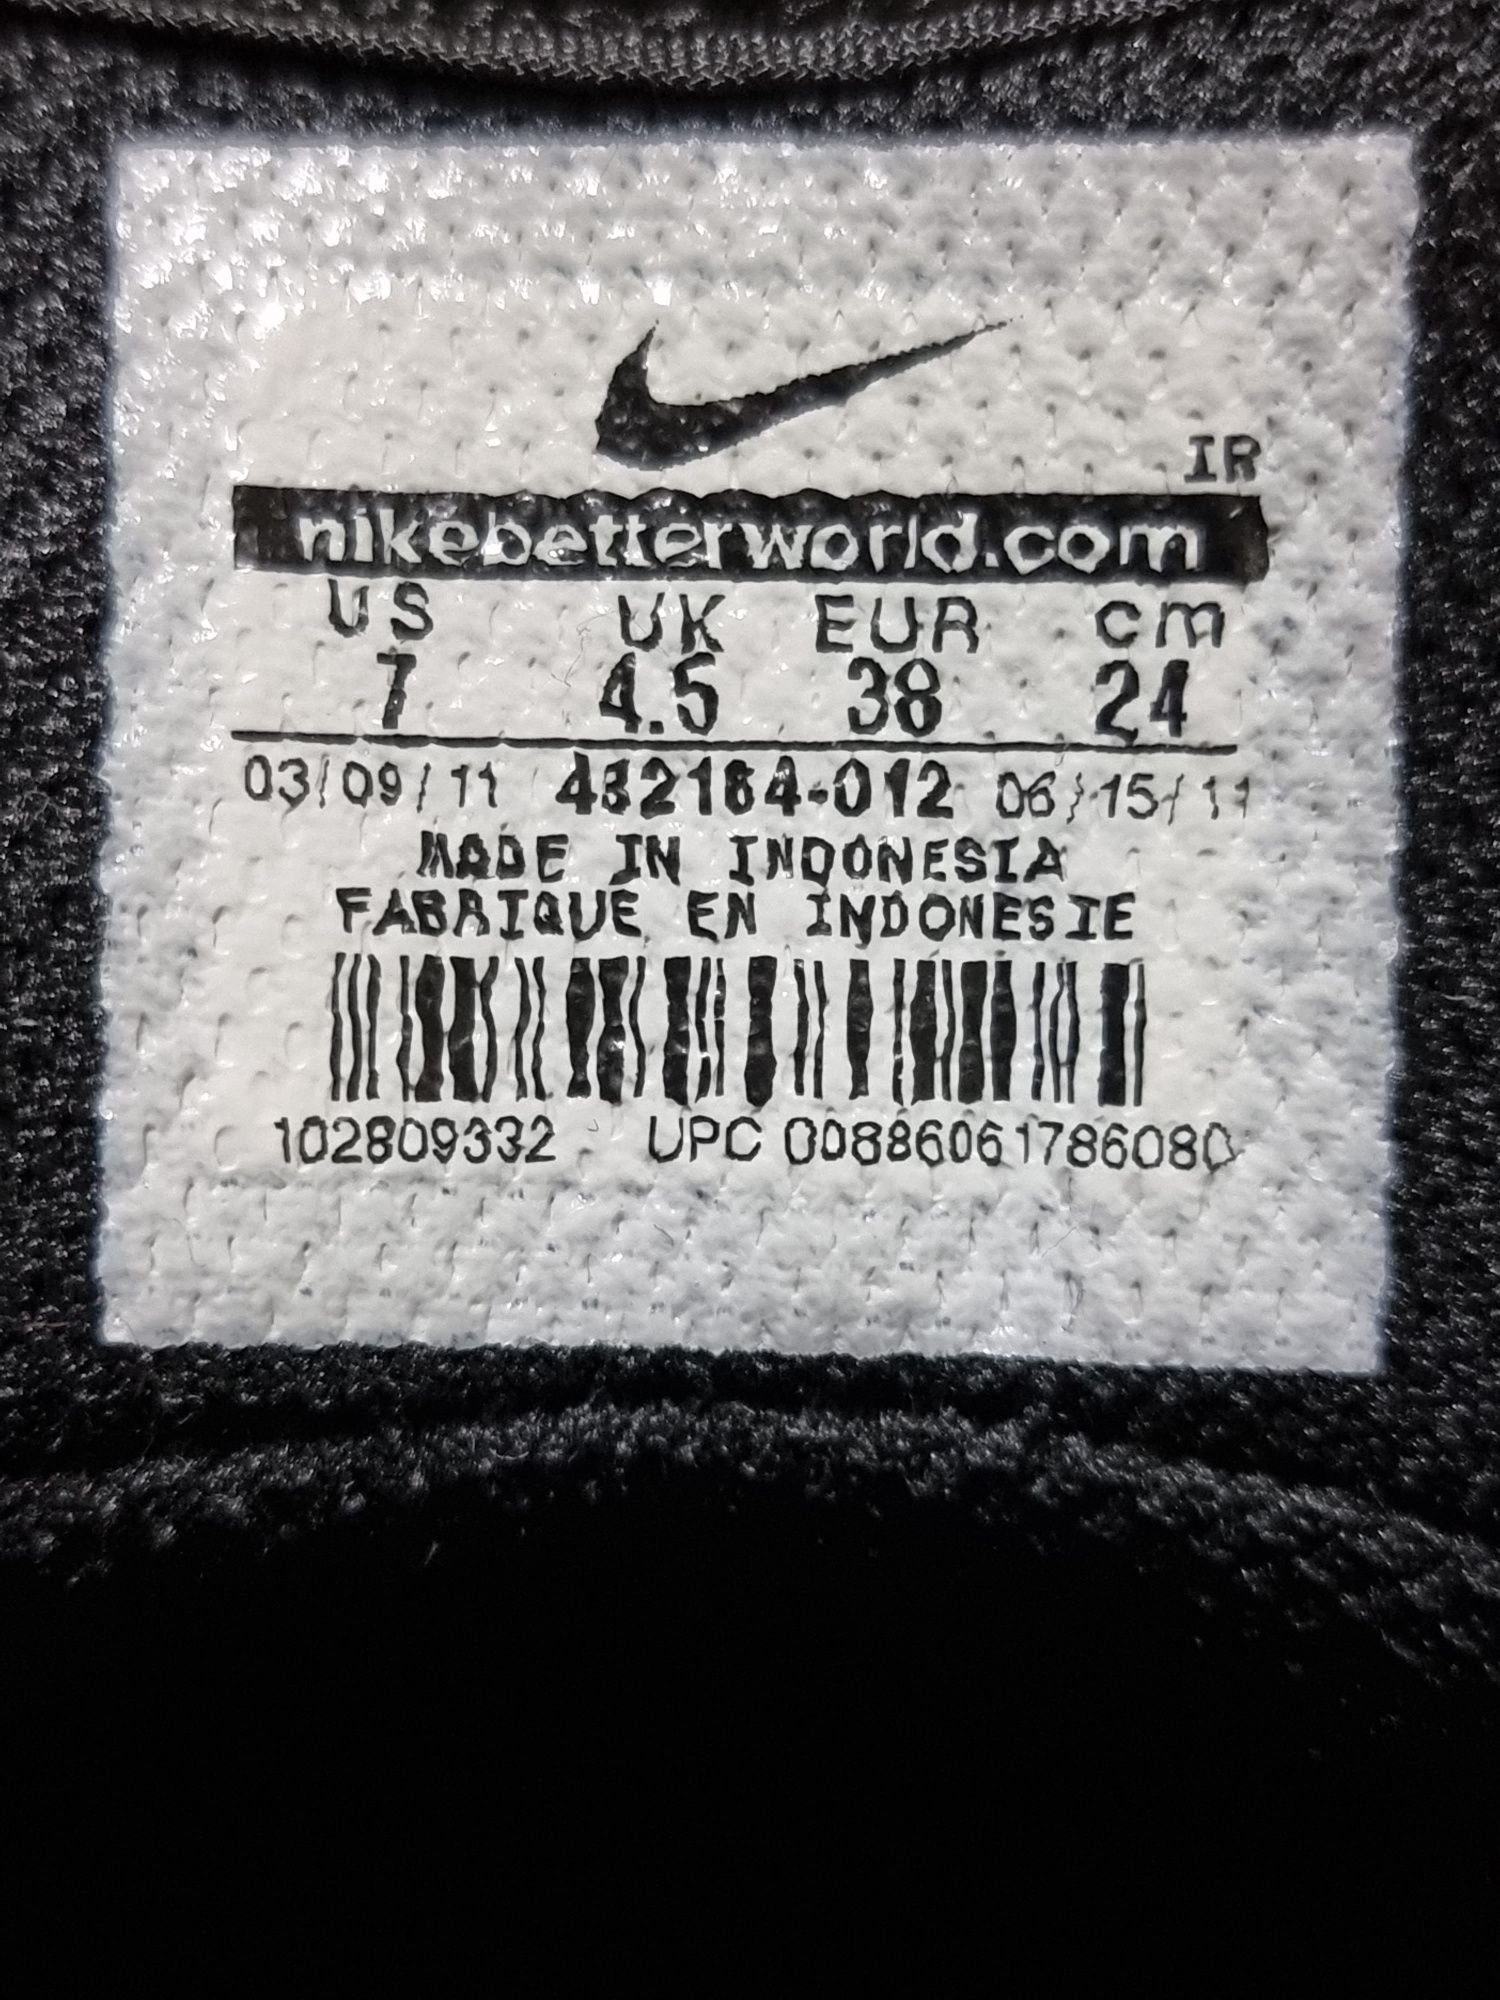 IR
nikebetterworld.com
US UK EUR cm
7 4.5 38 24
03/09/11 432184-012 06/15/11
MADE IN INDONESIA
FABRIQUE EN INDONESIE
102809332 UPC 00886061786080